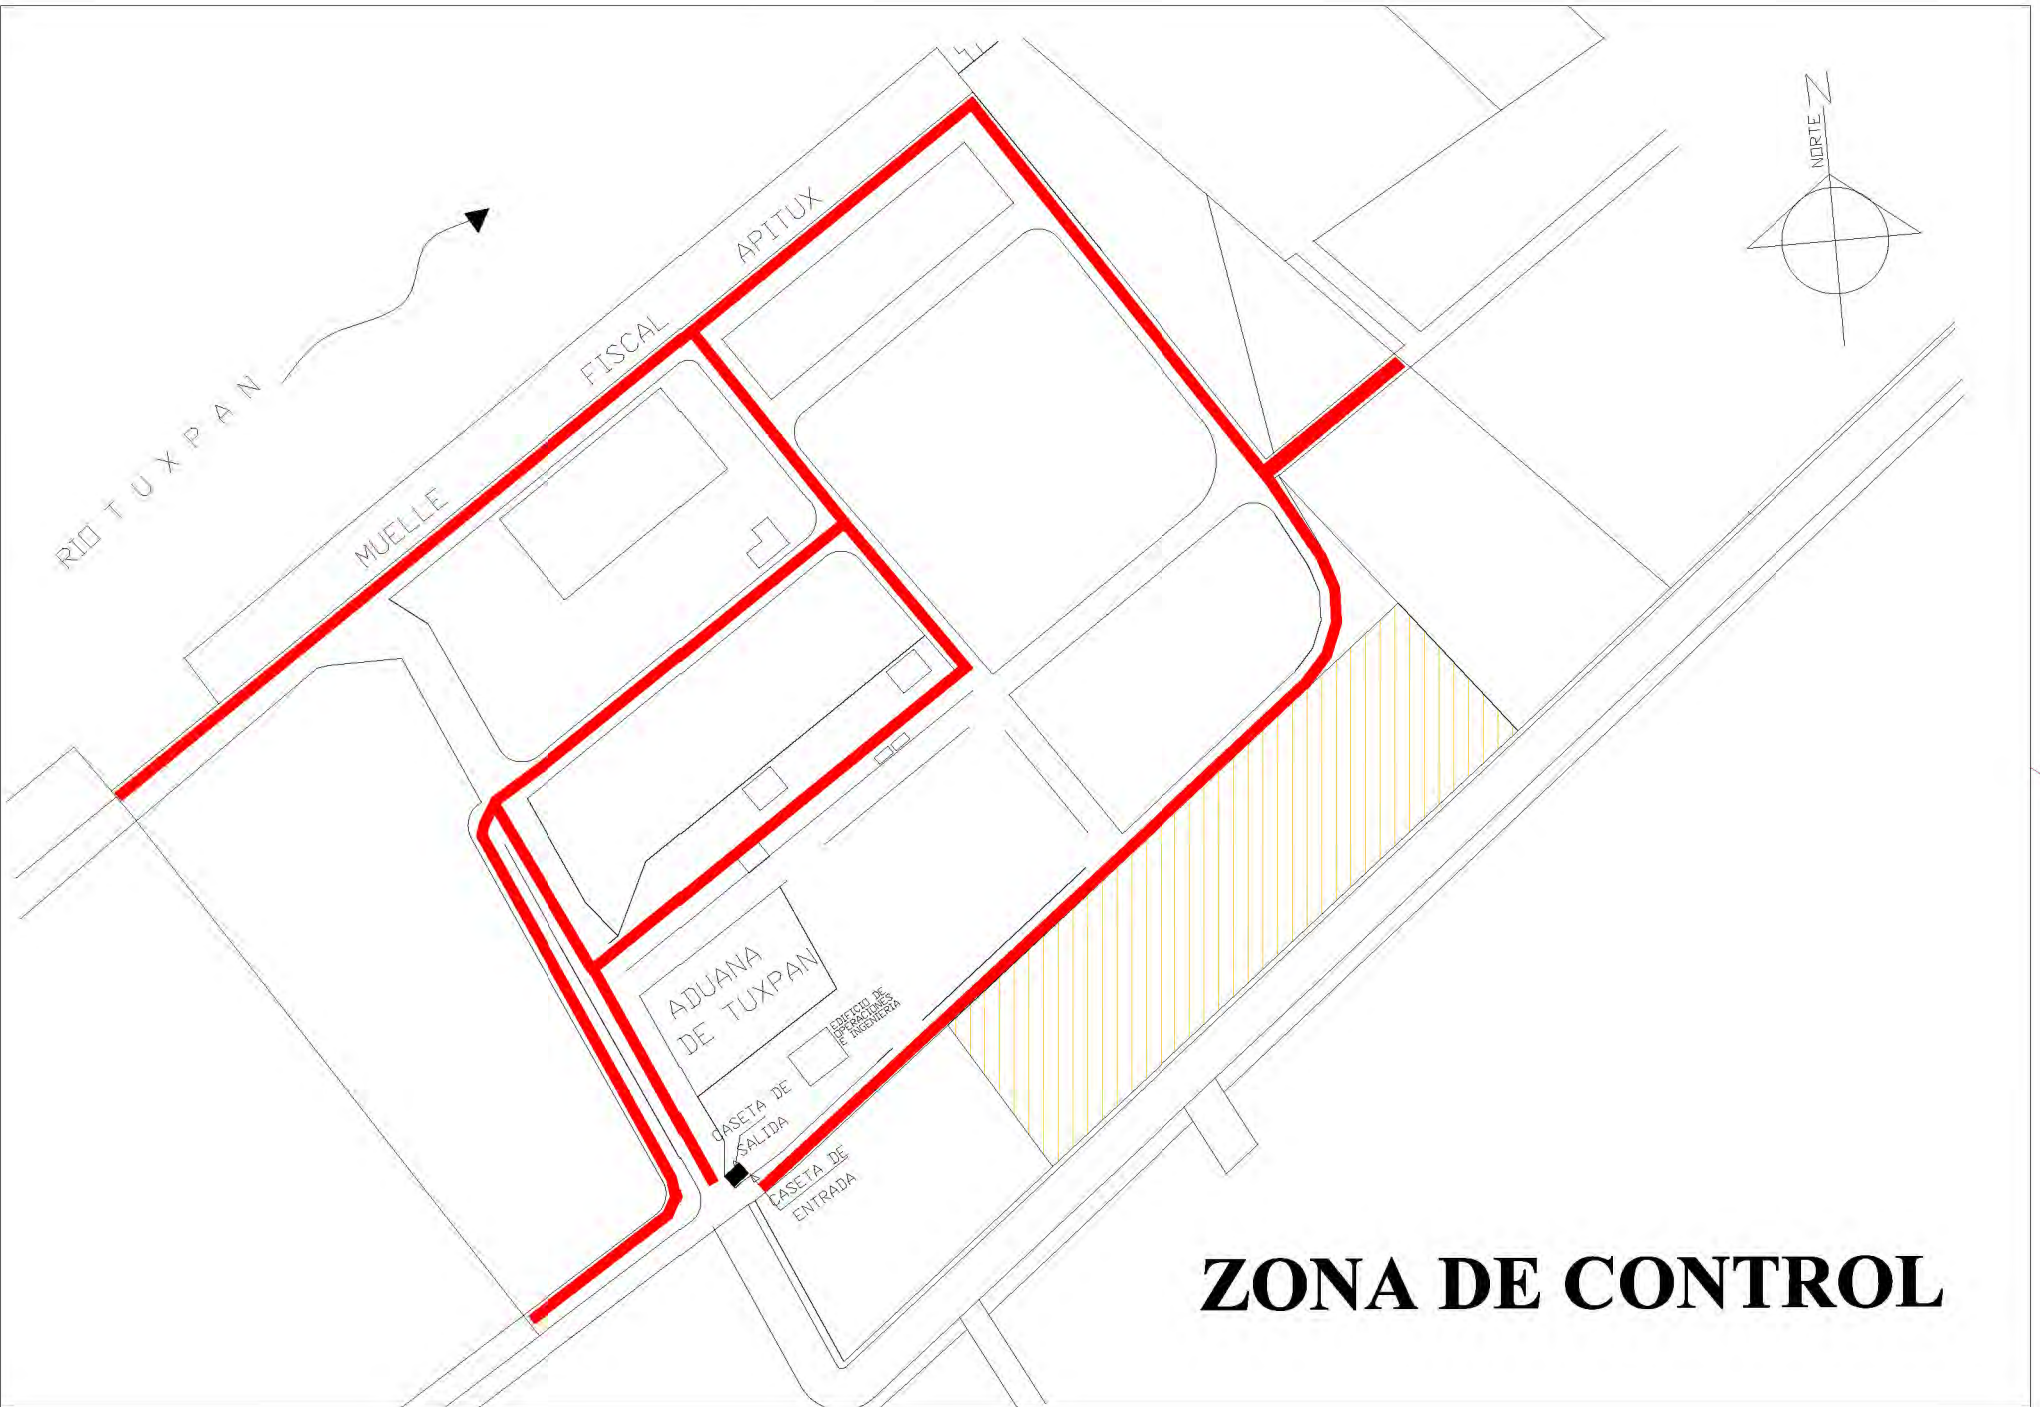 NORTE N
RIO TUXPAN
MUELLE FISCAL APITUX
ADUANA
DE TUXPAN
EDIFICIO DE
OPERACIONES
E INGENIERIA
CASETA DE
SALIDA
CASETA DE
ENTRADA
ZONA DE CONTROL